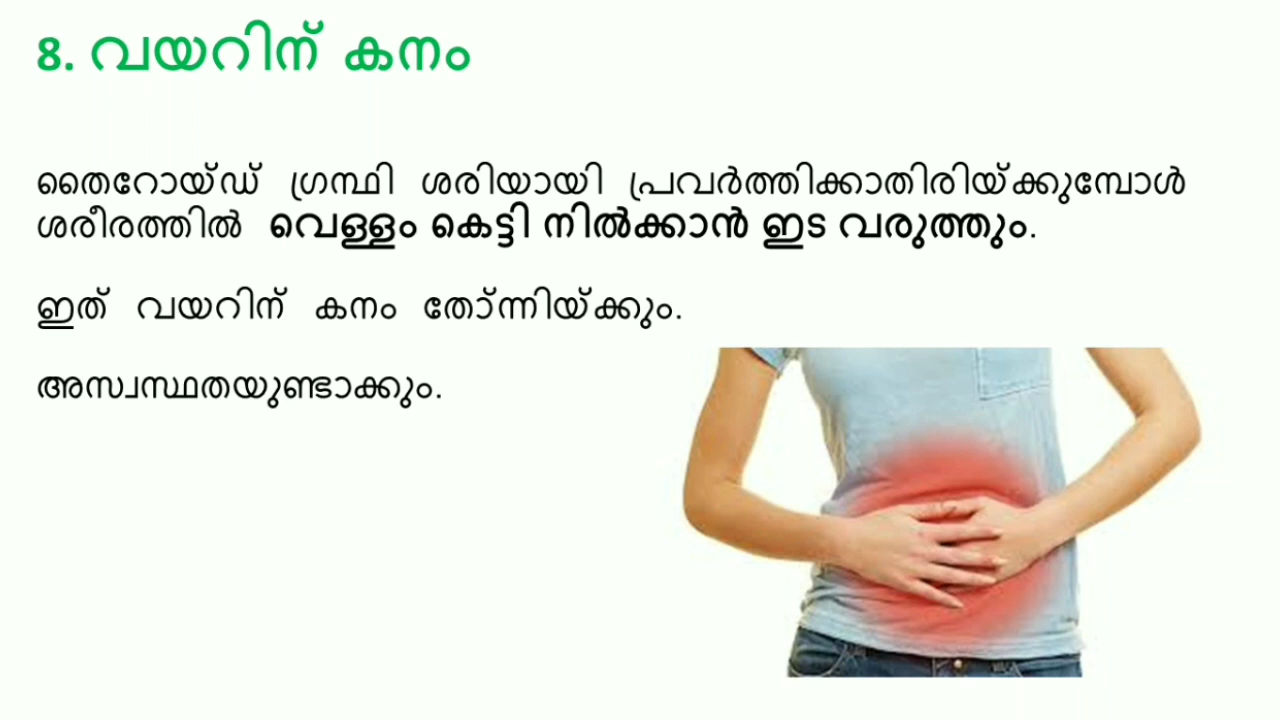 8. വയറിന് കനം
തൈറോയ്ഡ് ഗ്രന്ഥി ശരിയായി പ്രവർത്തിക്കാതിരിയ്ക്കുമ്പോൾ
ശരീരത്തിൽ വെള്ളം കെട്ടി നിൽക്കാൻ ഇട വരുത്തും.
ഇത് വയറിന് കനം തോ്ന്നിയ്ക്കും.
അസ്വസ്ഥതയുണ്ടാക്കും.